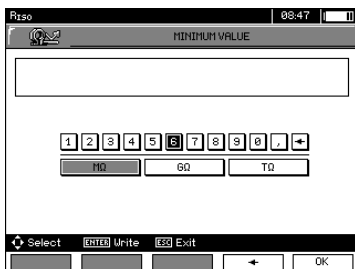 RISO 08:47
MINIMUM VALUE
1 2 3 4 5 6 7 8 9 0 , ←
MΩ GΩ TΩ
Select ENTER Write ESC Exit
← OK